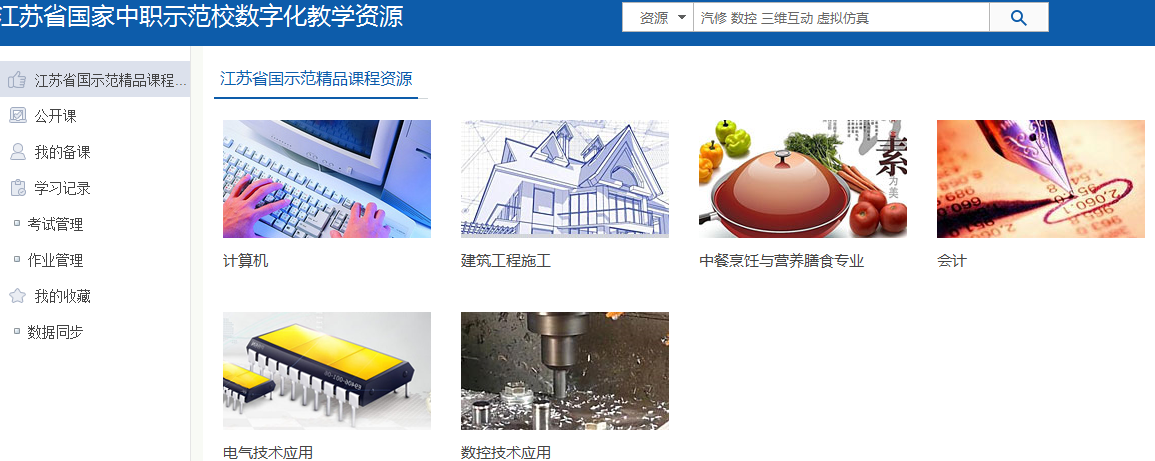 江苏省国家中职示范校数字化教学资源
资源
汽修 数控 三维互动 虚拟仿真
江苏省国示范精品课程...
公开课
我的备课
学习记录
考试管理
作业管理
我的收藏
数据同步
江苏省国示范精品课程资源
素
为
美
计算机
建筑工程施工
中餐烹饪与营养膳食专业
会计
电气技术应用
数控技术应用